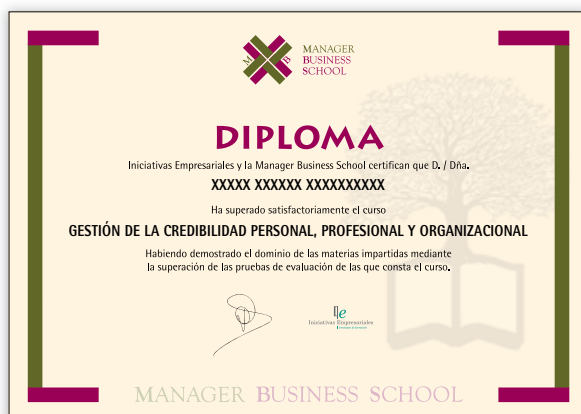 M B
MANAGER
BUSINESS
SCHOOL
DIPLOMA
Iniciativas Empresariales y la Manager Business School certifican que D. / Dña.
XXXXX XXXXXX XXXXXXXXXX
Ha superado satisfactoriamente el curso
GESTIÓN DE LA CREDIBILIDAD PERSONAL, PROFESIONAL Y ORGANIZACIONAL
Habiendo demostrado el dominio de las materias impartidas mediante
la superación de las pruebas de evaluación de las que consta el curso.
Ie
Iniciativas Empresariales
MANAGER BUSINESS SCHOOL